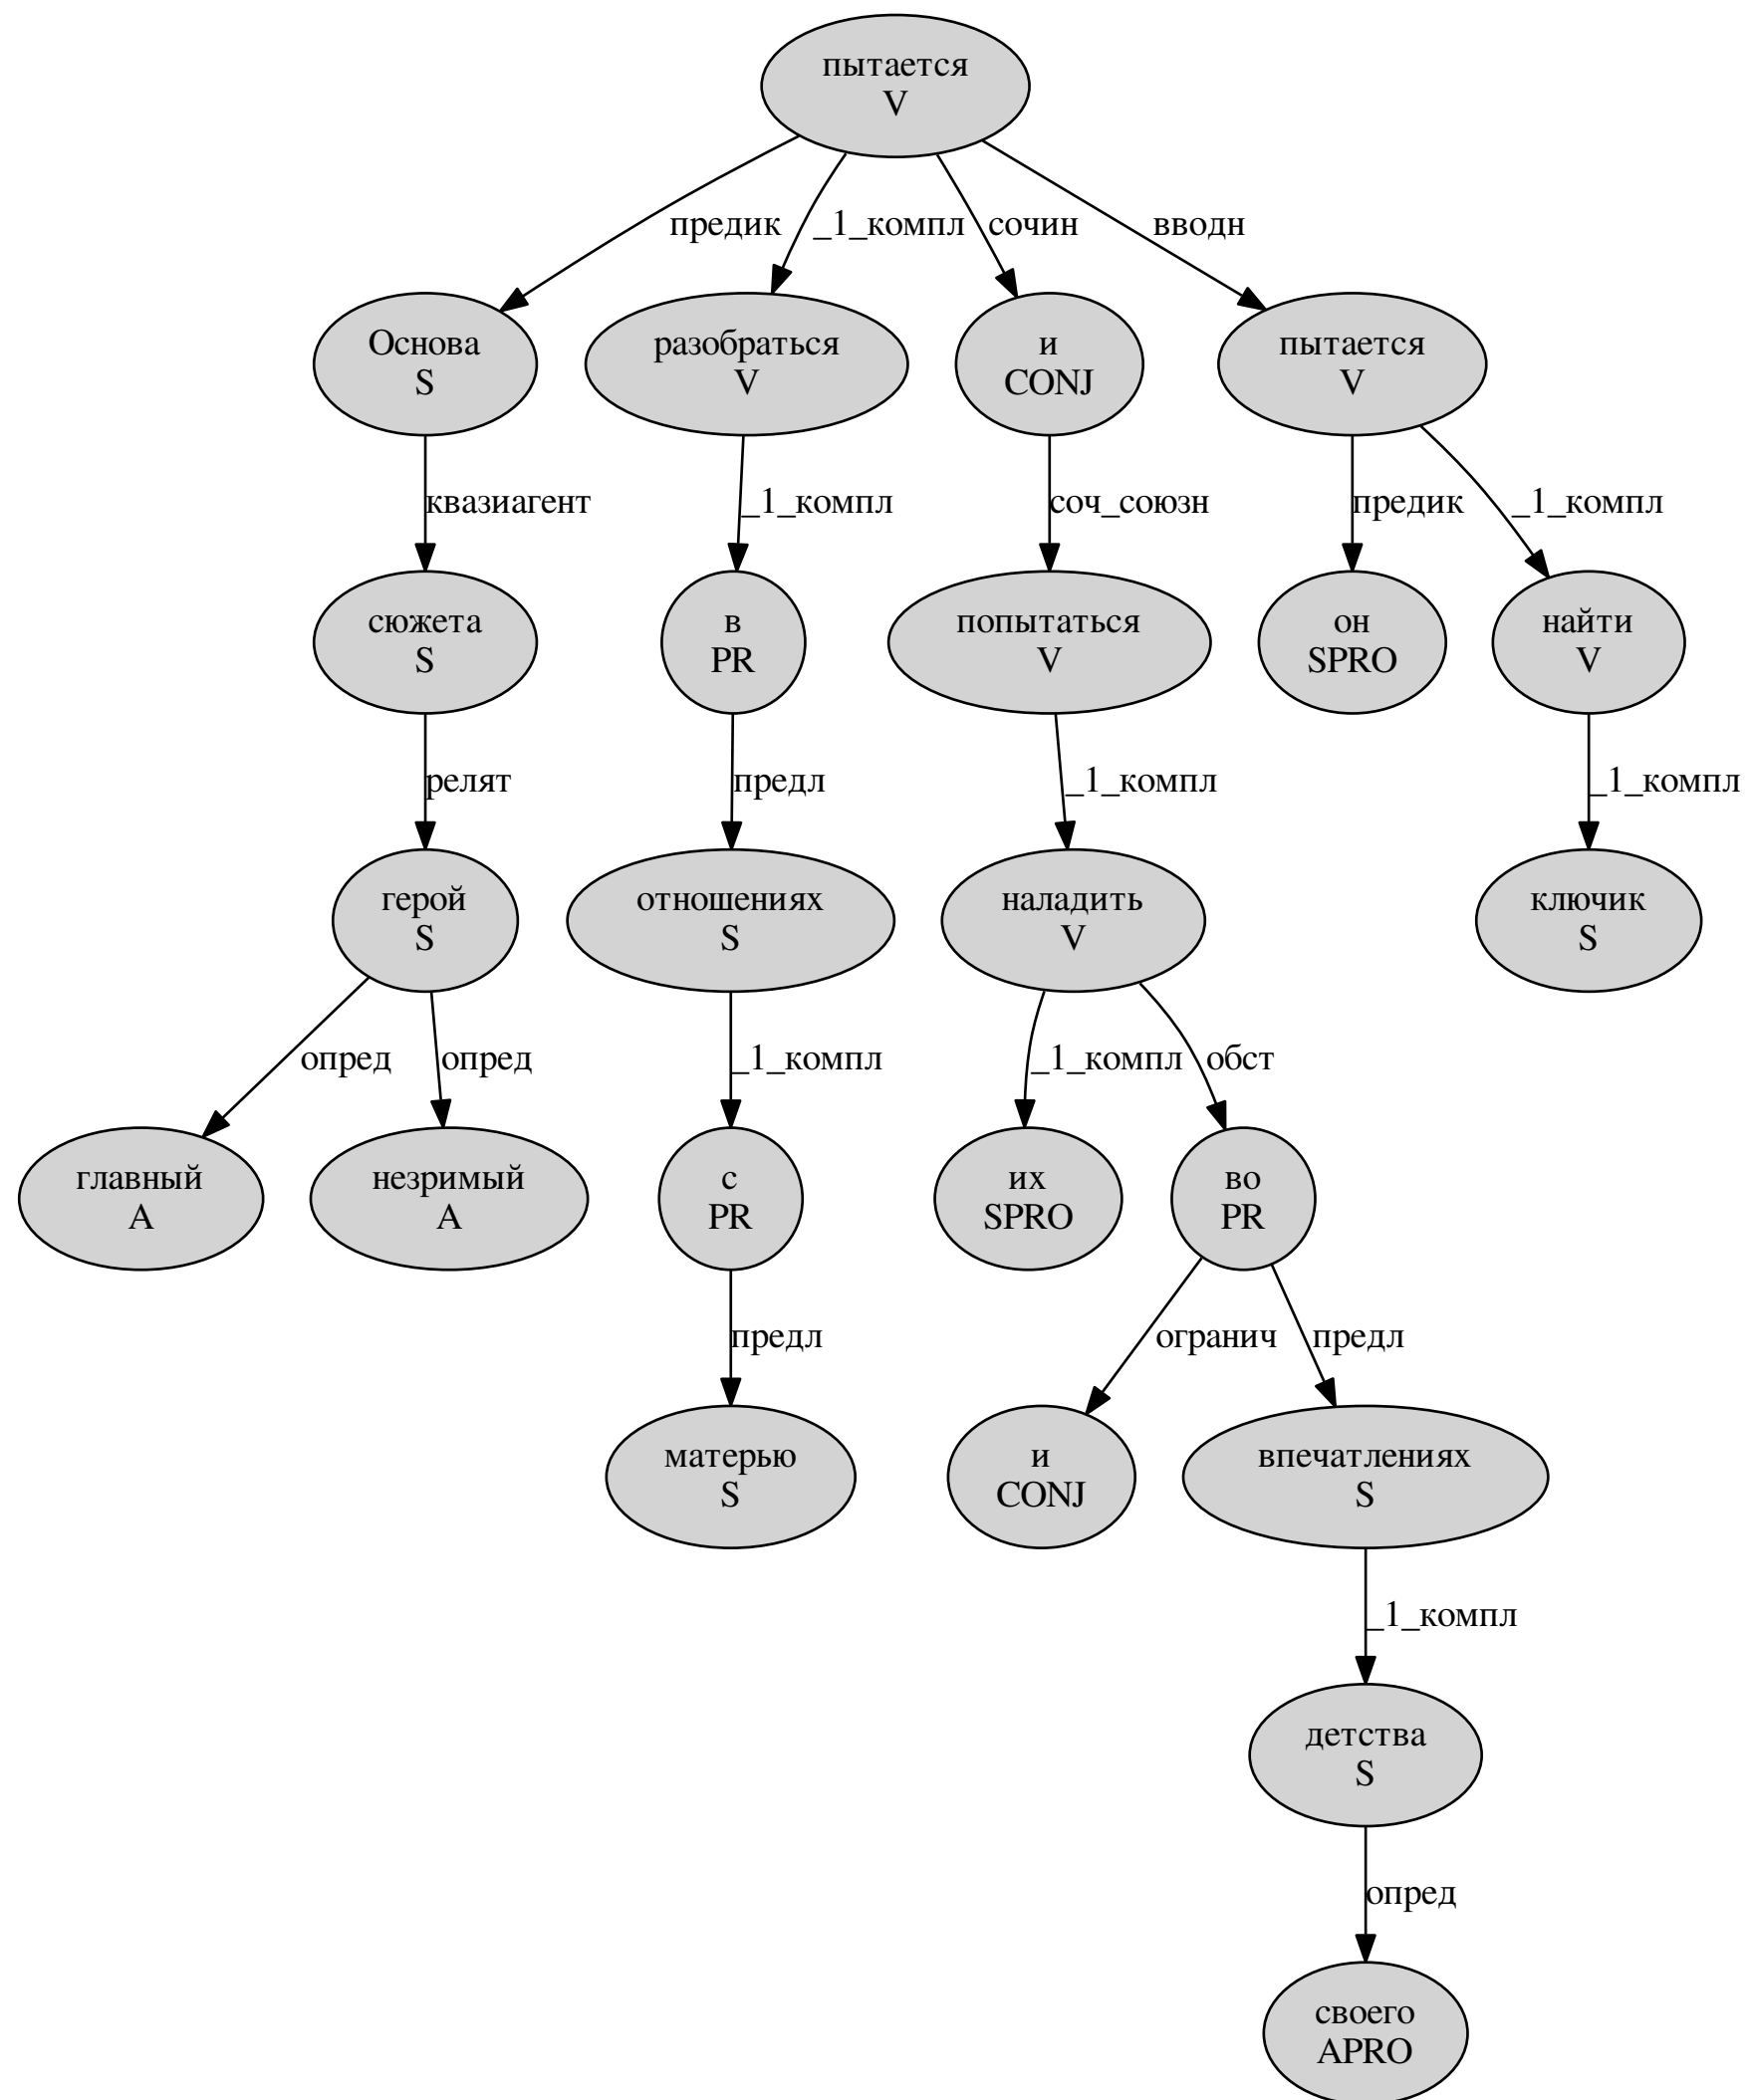 пытается
V
предик
_1_компл
сочин
вводн
Основа
S
разобраться
V
и
CONJ
пытается
V
квазиагент
_1_компл
соч_союзн
предик
_1_компл
сюжета
S
в
PR
попытаться
V
он
SPRO
найти
V
релят
предл
_1_компл
_1_компл
герой
S
отношениях
S
наладить
V
ключик
S
опред
опред
_1_компл
_1_компл
обст
главный
A
незримый
A
с
PR
их
SPRO
во
PR
предл
огранич
предл
матерью
S
и
CONJ
впечатлениях
S
_1_компл
детства
S
опред
своего
APRO